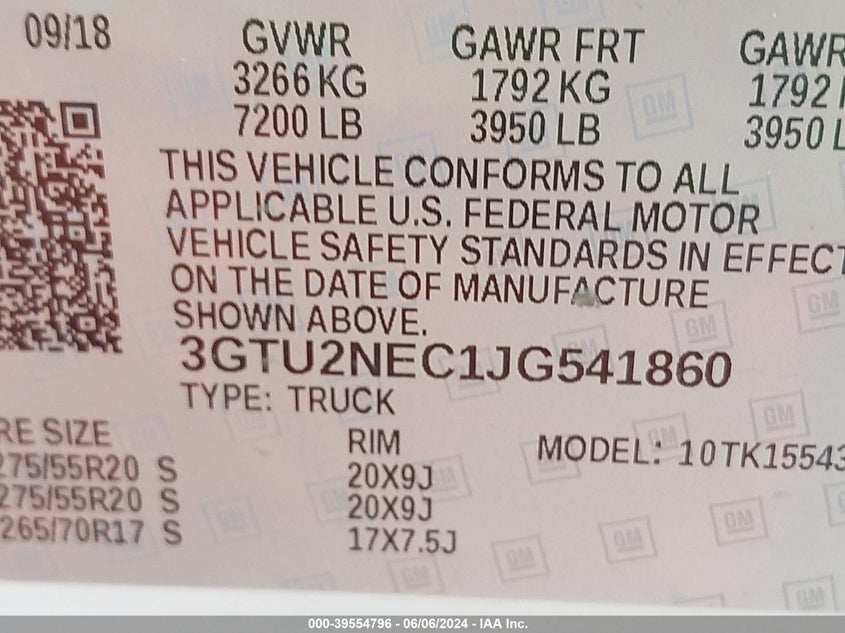 09/18 GVWR GAWR FRT GAWR
3266 KG 1792 KG 1792
7200 LB 3950 LB 3950 L
THIS VEHICLE CONFORMS TO ALL
APPLICABLE U.S. FEDERAL MOTOR
VEHICLE SAFETY STANDARDS IN EFFECT
ON THE DATE OF MANUFACTURE
SHOWN ABOVE.
3GTU2NEC1JG541860
TYPE: TRUCK
RE SIZE RIM MODEL: 10TK15543
275/55R20 S 20X9J
275/55R20 S 20X9J
265/70R17 S 17X7.5J
000-39554796 - 06/06/2024 - IAA Inc.